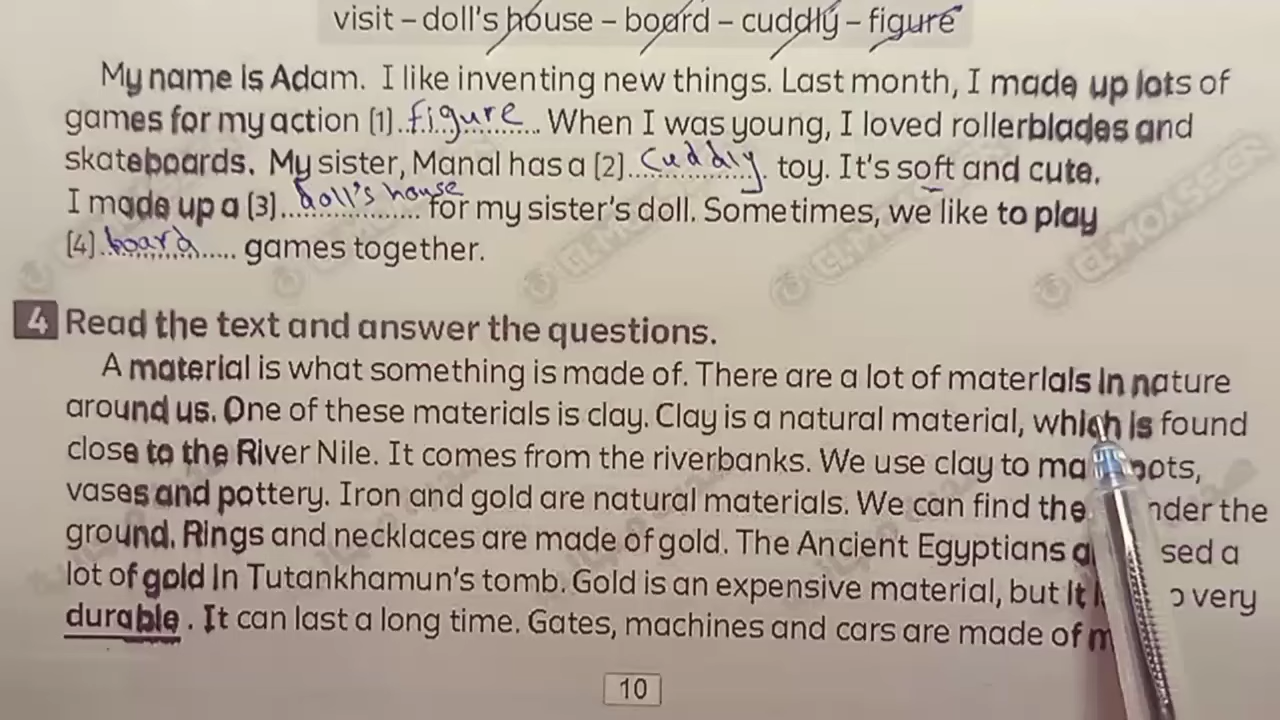 visit – doll's house – board – cuddly – figure
My name is Adam. I like inventing new things. Last month, I made up lots of
games for my action (1) figure. When I was young, I loved rollerblades and
skateboards. My sister, Manal has a (2) cuddly toy. It's soft and cute.
I made up a (3) doll's house for my sister's doll. Sometimes, we like to play
(4) board games together.
4 Read the text and answer the questions.
A material is what something is made of. There are a lot of materials in nature
around us. One of these materials is clay. Clay is a natural material, which is found
close to the River Nile. It comes from the riverbanks. We use clay to pots,
vases and pottery. Iron and gold are natural materials. We can find the
ground. Rings and necklaces are made of gold. The Ancient Egyptians a
lot of gold in Tutankhamun's tomb. Gold is an expensive material, but it very
durable. It can last a long time. Gates, machines and cars are made of
10
ELMOASSER